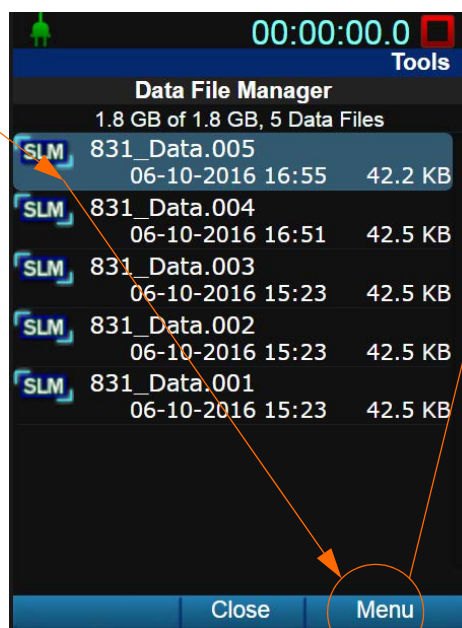 00:00:00.0
Tools
Data File Manager
1.8 GB of 1.8 GB, 5 Data Files
SLM 831_Data.005
06-10-2016 16:55 42.2 KB
SLM 831_Data.004
06-10-2016 16:51 42.5 KB
SLM 831_Data.003
06-10-2016 15:23 42.5 KB
SLM 831_Data.002
06-10-2016 15:23 42.5 KB
SLM 831_Data.001
06-10-2016 15:23 42.5 KB
Close Menu